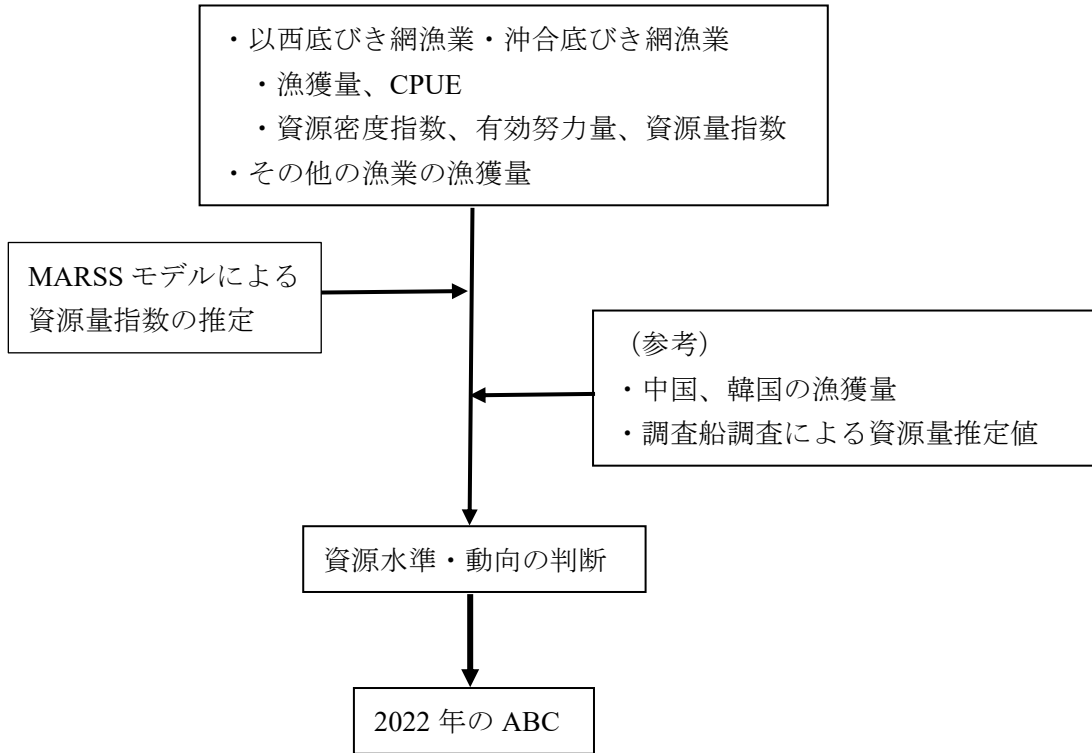 ・以西底びき網漁業・沖合底びき網漁業
・漁獲量、CPUE
・資源密度指数、有効努力量、資源量指数
・その他の漁業の漁獲量
MARSS モデルによる
資源量指数の推定
（参考）
・中国、韓国の漁獲量
・調査船調査による資源量推定値
資源水準・動向の判断
2022 年の ABC